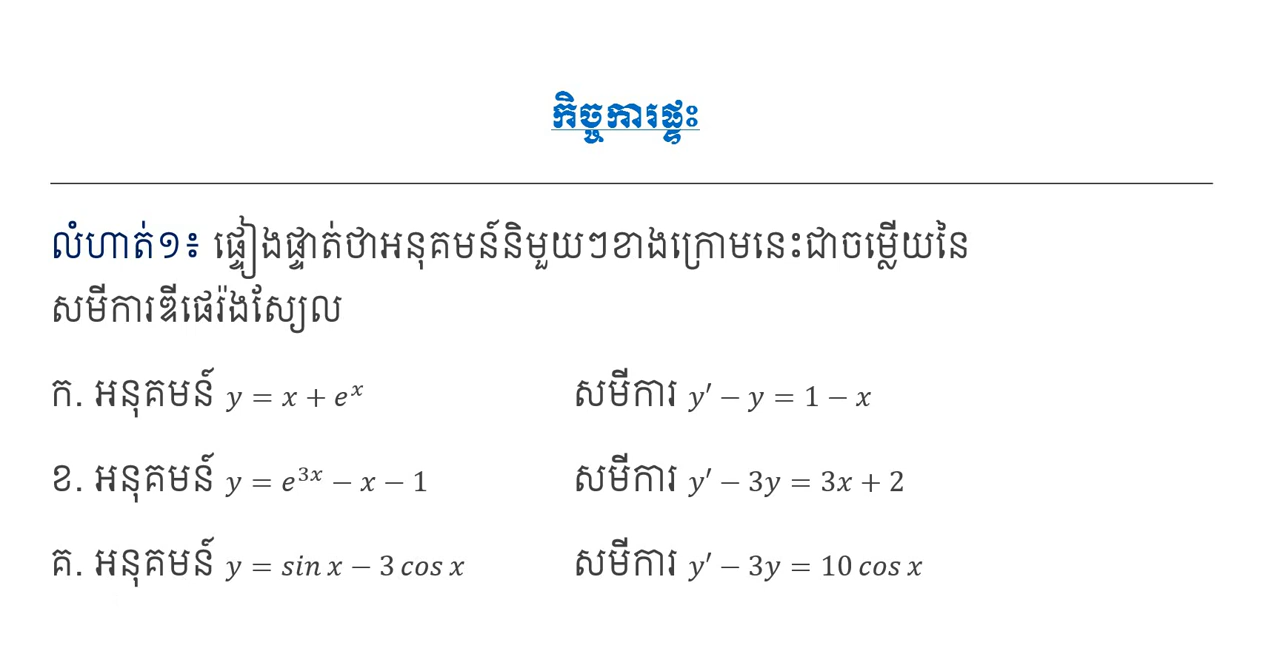 កិច្ចការផ្ទះ
លំហាត់១៖ ផ្ទៀងផ្ទាត់ថាអនុគមន៍និមួយៗខាងក្រោមនេះជាចម្លើយនៃ
សមីការឌីផេរ៉ងស្យែល
ក. អនុគមន៍ y = x + eˣ សមីការ y′ − y = 1 − x
ខ. អនុគមន៍ y = e³ˣ − x − 1 សមីការ y′ − 3y = 3x + 2
គ. អនុគមន៍ y = sin x − 3 cos x សមីការ y′ − 3y = 10 cos x